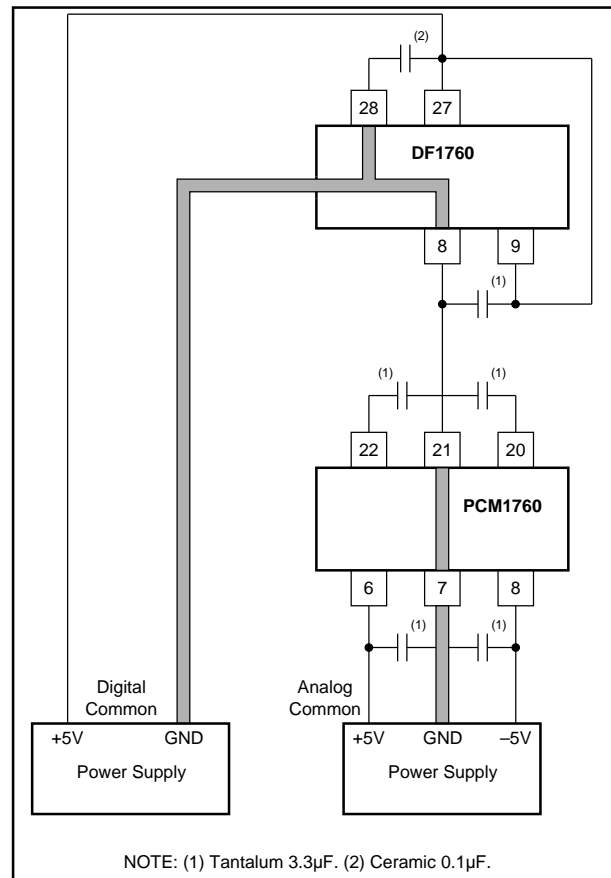 (2)
28
27
DF1760
8
9
(1)
(1)
(1)
22
21
20
PCM1760
6
7
8
(1)
(1)
Digital
Common
Analog
Common
+5V
GND
+5V
GND
–5V
Power Supply
Power Supply
NOTE: (1) Tantalum 3.3µF. (2) Ceramic 0.1µF.